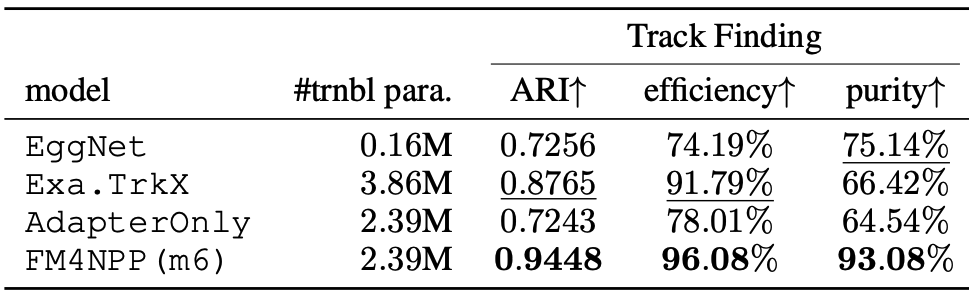 Track Finding
model #trnbl para. ARI↑ efficiency↑ purity↑
EggNet 0.16M 0.7256 74.19% 75.14%
Exa.TrkX 3.86M 0.8765 91.79% 66.42%
AdapterOnly 2.39M 0.7243 78.01% 64.54%
FM4NPP(m6) 2.39M 0.9448 96.08% 93.08%